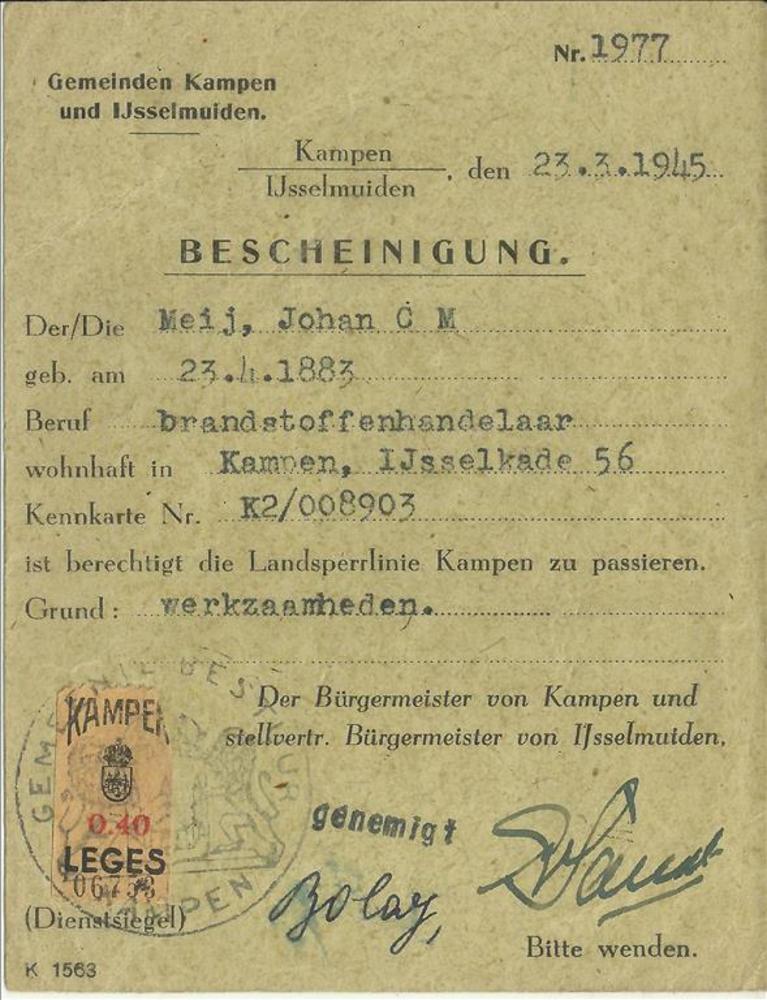 Nr. 1977
Gemeinden Kampen
und IJsselmuiden.
Kampen
IJsselmuiden , den 23.3.1945
BESCHEINIGUNG.
Der/Die Meij, Johan C M
geb. am 23.4.1883
Beruf brandstoffenhandelaar
wohnhaft in Kampen, IJsselkade 56
Kennkarte Nr. K2/008903
ist berechtigt die Landsperrlinie Kampen zu passieren.
Grund: werkzaamheden.
Der Bürgermeister von Kampen und
stellvertr. Bürgermeister von IJsselmuiden,
GEMEENTEBESTUUR KAMPEN
KAMPEN
0.40
LEGES
genemigt
Bolay,
(Dienstsiegel)
Bitte wenden.
K 1563